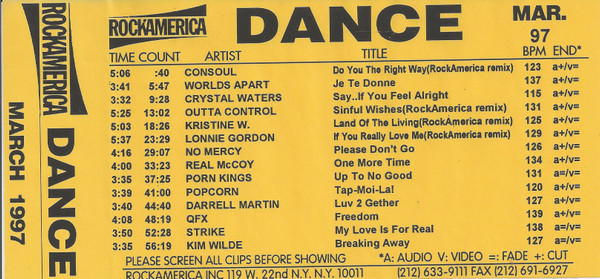 ROCKAMERICA DANCE
MARCH 1997
ROCKAMERICA DANCE MAR. 97
TIME COUNT ARTIST TITLE BPM END*
5:06 :40 CONSOUL Do You The Right Way(RockAmerica remix) 123 a+/v=
3:41 5:47 WORLDS APART Je Te Donne 137 a+/v=
3:32 9:28 CRYSTAL WATERS Say..If You Feel Alright 115 a+/v=
5:25 13:02 OUTTA CONTROL Sinful Wishes(RockAmerica remix) 131 a+/v=
5:03 18:26 KRISTINE W. Land Of The Living(RockAmerica remix) 125 a+/v=
5:37 23:29 LONNIE GORDON If You Really Love Me(RockAmerica remix) 129 a+/v=
4:16 29:07 NO MERCY Please Don't Go 126 a+/v=
4:00 33:23 REAL McCOY One More Time 134 a+/v=
3:35 37:25 PORN KINGS Up To No Good 131 a=/v=
3:39 41:00 POPCORN Tap-Moi-La! 120 a+/v=
3:40 44:40 DARRELL MARTIN Luv 2 Gether 127 a+/v=
4:08 48:19 QFX Freedom 139 a+/v=
3:50 52:28 STRIKE My Love Is For Real 138 a+/v=
3:35 56:19 KIM WILDE Breaking Away 127 a=/v=
PLEASE SCREEN ALL CLIPS BEFORE SHOWING *A: AUDIO V: VIDEO =: FADE +: CUT
ROCKAMERICA INC 119 W. 22nd N.Y. N.Y. 10011 (212) 633-9111 FAX (212) 691-6927